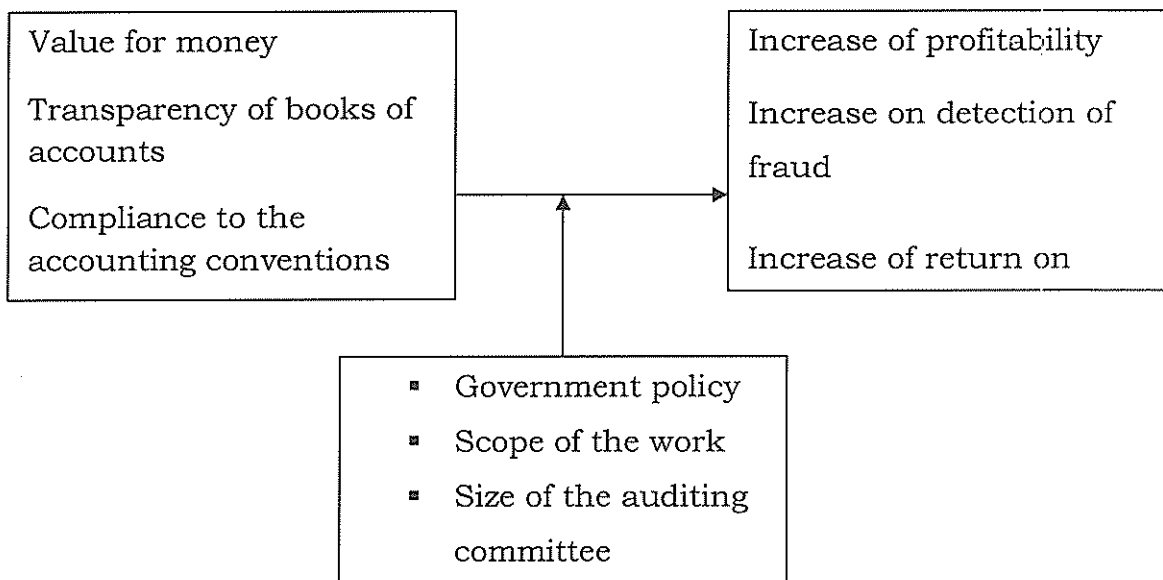 Value for money
Transparency of books of
accounts
Compliance to the
accounting conventions
Increase of profitability
Increase on detection of
fraud
Increase of return on
▪ Government policy
▪ Scope of the work
▪ Size of the auditing
committee